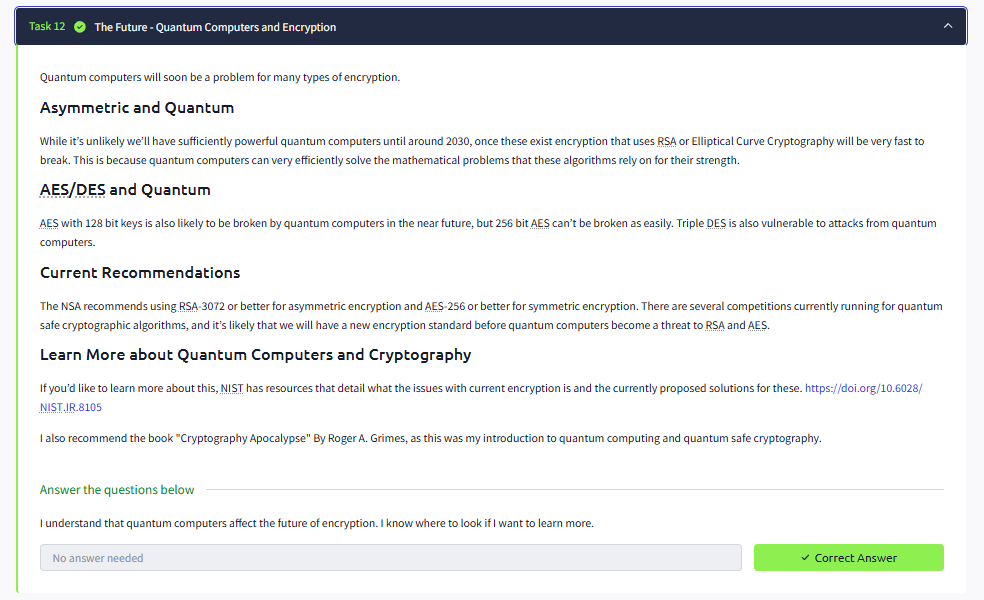 Task 12 The Future - Quantum Computers and Encryption
Quantum computers will soon be a problem for many types of encryption.
Asymmetric and Quantum
While it's unlikely we'll have sufficiently powerful quantum computers until around 2030, once these exist encryption that uses RSA or Elliptical Curve Cryptography will be very fast to
break. This is because quantum computers can very efficiently solve the mathematical problems that these algorithms rely on for their strength.
AES/DES and Quantum
AES with 128 bit keys is also likely to be broken by quantum computers in the near future, but 256 bit AES can't be broken as easily. Triple DES is also vulnerable to attacks from quantum
computers.
Current Recommendations
The NSA recommends using RSA-3072 or better for asymmetric encryption and AES-256 or better for symmetric encryption. There are several competitions currently running for quantum
safe cryptographic algorithms, and it's likely that we will have a new encryption standard before quantum computers become a threat to RSA and AES.
Learn More about Quantum Computers and Cryptography
If you'd like to learn more about this, NIST has resources that detail what the issues with current encryption is and the currently proposed solutions for these. https://doi.org/10.6028/
NIST.IR.8105
I also recommend the book "Cryptography Apocalypse" By Roger A. Grimes, as this was my introduction to quantum computing and quantum safe cryptography.
Answer the questions below
I understand that quantum computers affect the future of encryption. I know where to look if I want to learn more.
No answer needed
Correct Answer